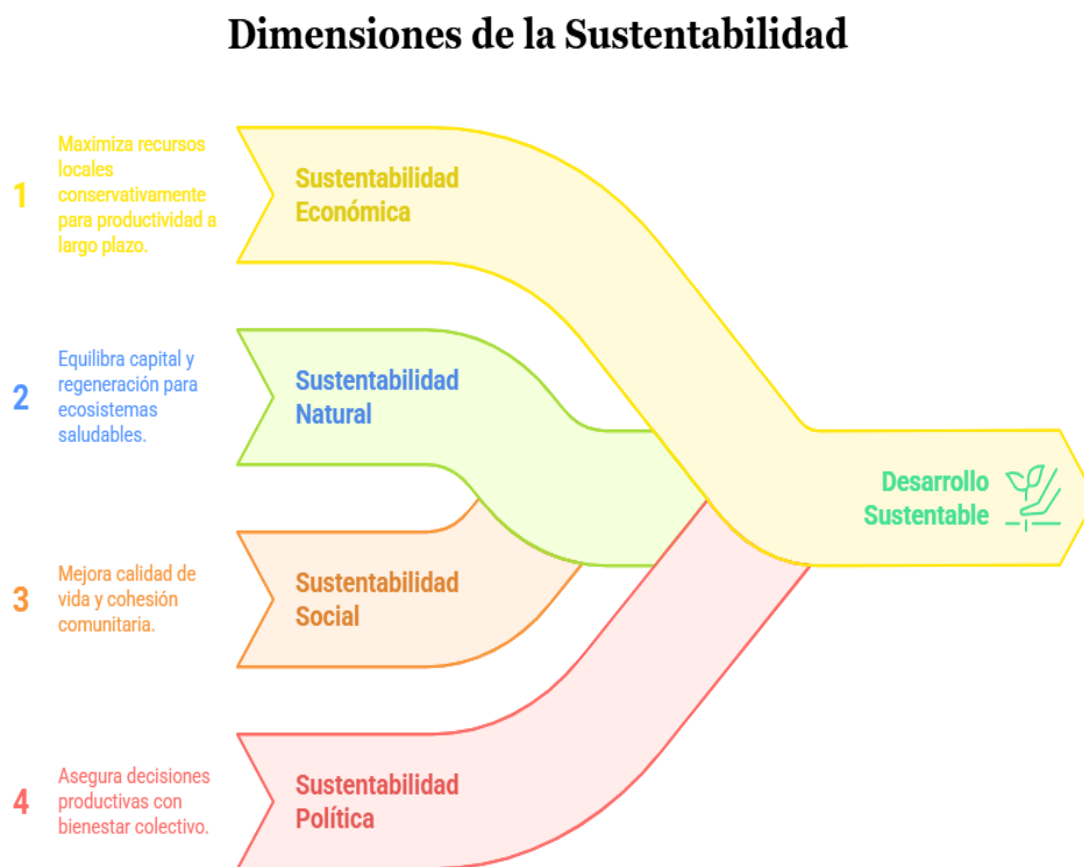 Dimensiones de la Sustentabilidad
1
Maximiza recursos
locales
conservativamente
para productividad a
largo plazo.
Sustentabilidad
Económica
2
Equilibra capital y
regeneración para
ecosistemas
saludables.
Sustentabilidad
Natural
Desarrollo
Sustentable
3
Mejora calidad de
vida y cohesión
comunitaria.
Sustentabilidad
Social
4
Asegura decisiones
productivas con
bienestar colectivo.
Sustentabilidad
Política